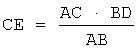 CE = AC · BD / AB